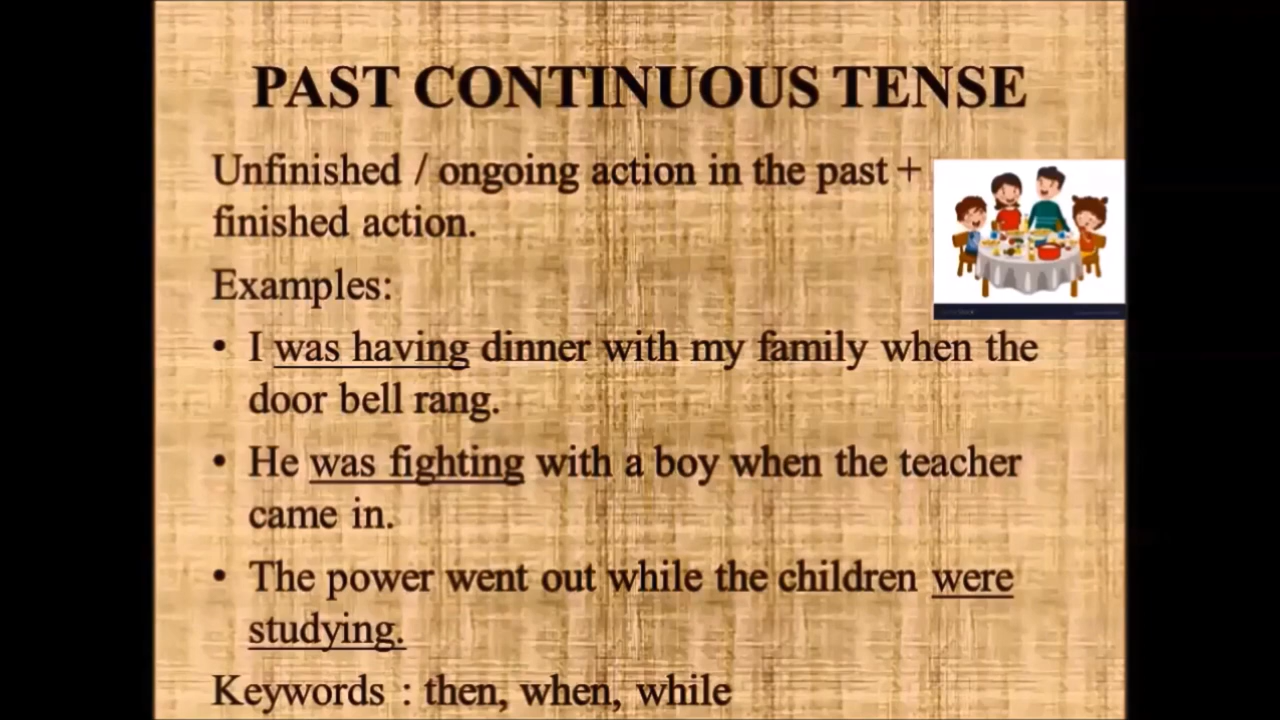 PAST CONTINUOUS TENSE
Unfinished / ongoing action in the past +
finished action.
Examples:
• I was having dinner with my family when the
door bell rang.
• He was fighting with a boy when the teacher
came in.
• The power went out while the children were
studying.
Keywords : then, when, while